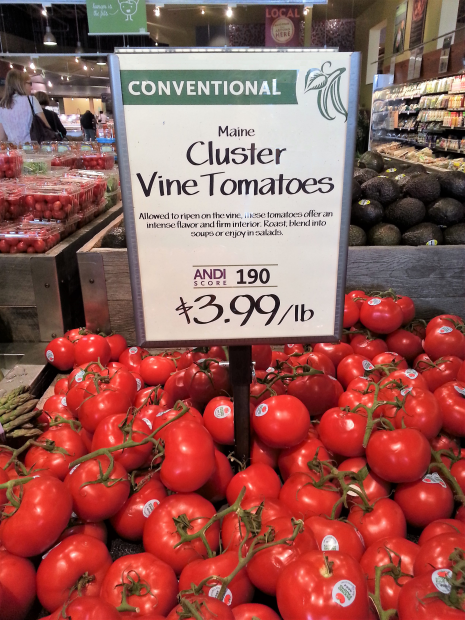 LOCAL
CONVENTIONAL
Maine
Cluster
Vine Tomatoes
Allowed to ripen on the vine, these tomatoes offer an
intense flavor and firm interior. Roast, blend into
soups or enjoy in salads.
ANDI
SCORE 190
$3.99/lb